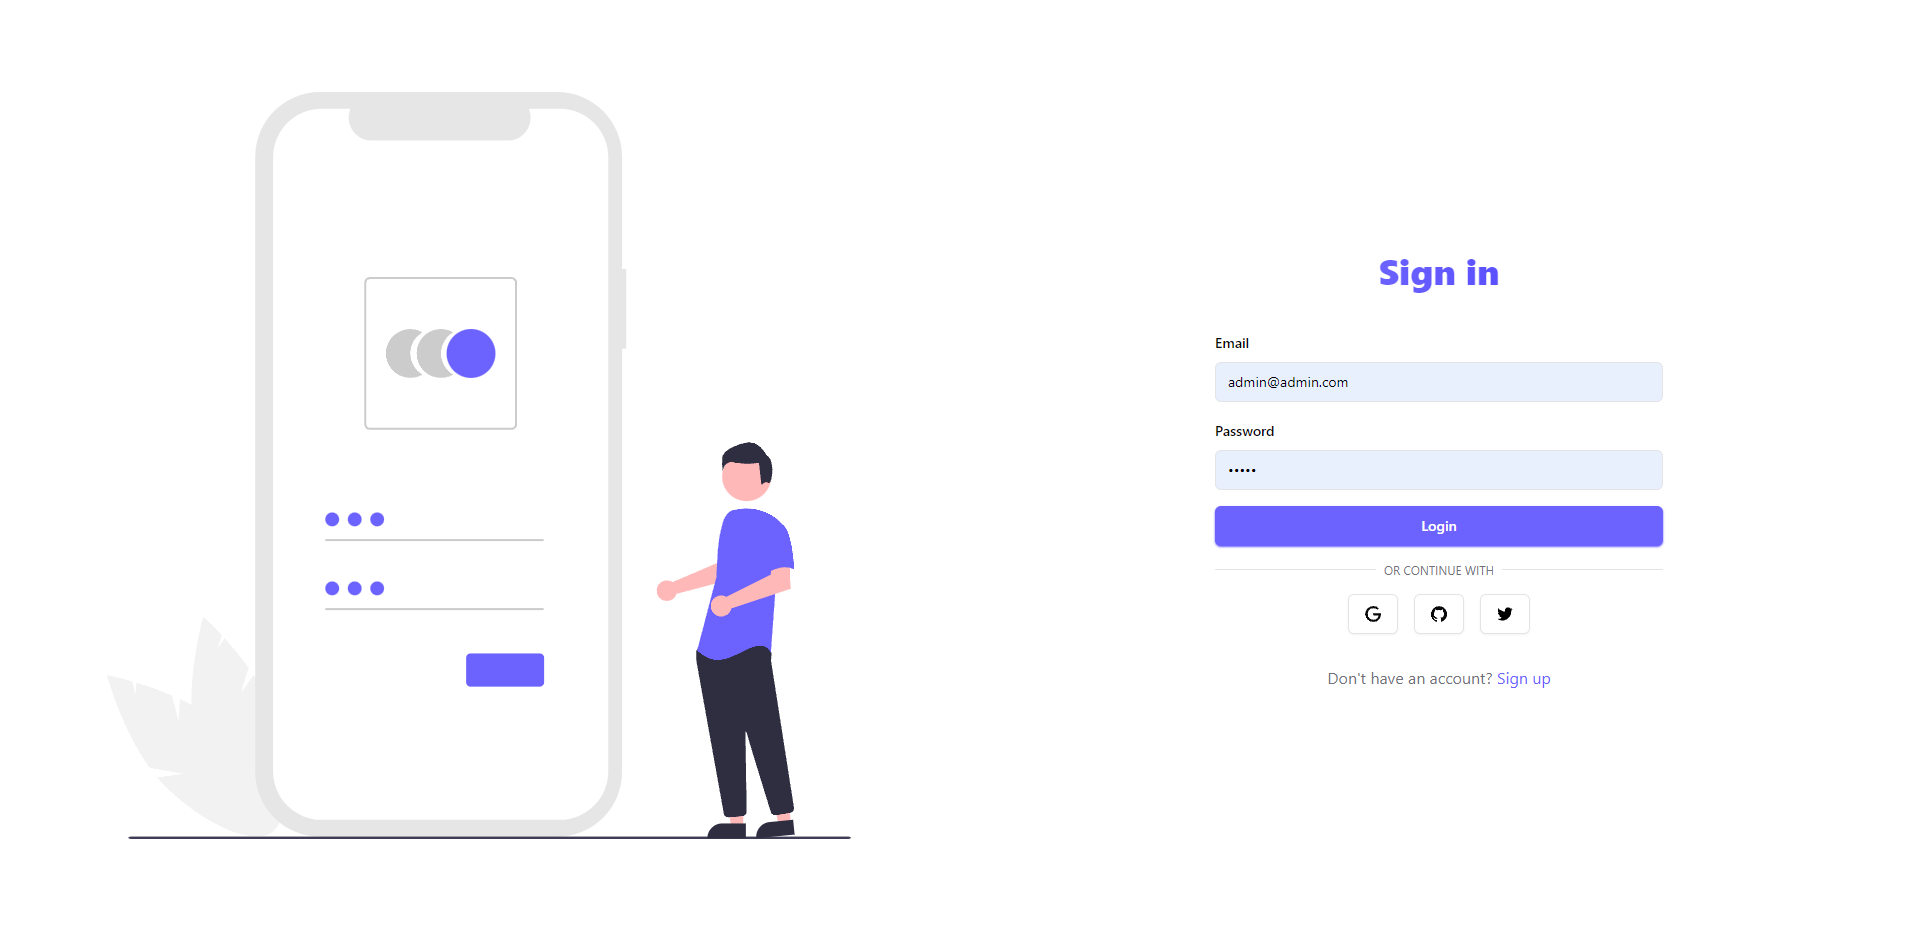 Sign in
Email
admin@admin.com
Password
•••••
Login
OR CONTINUE WITH
Don't have an account? Sign up